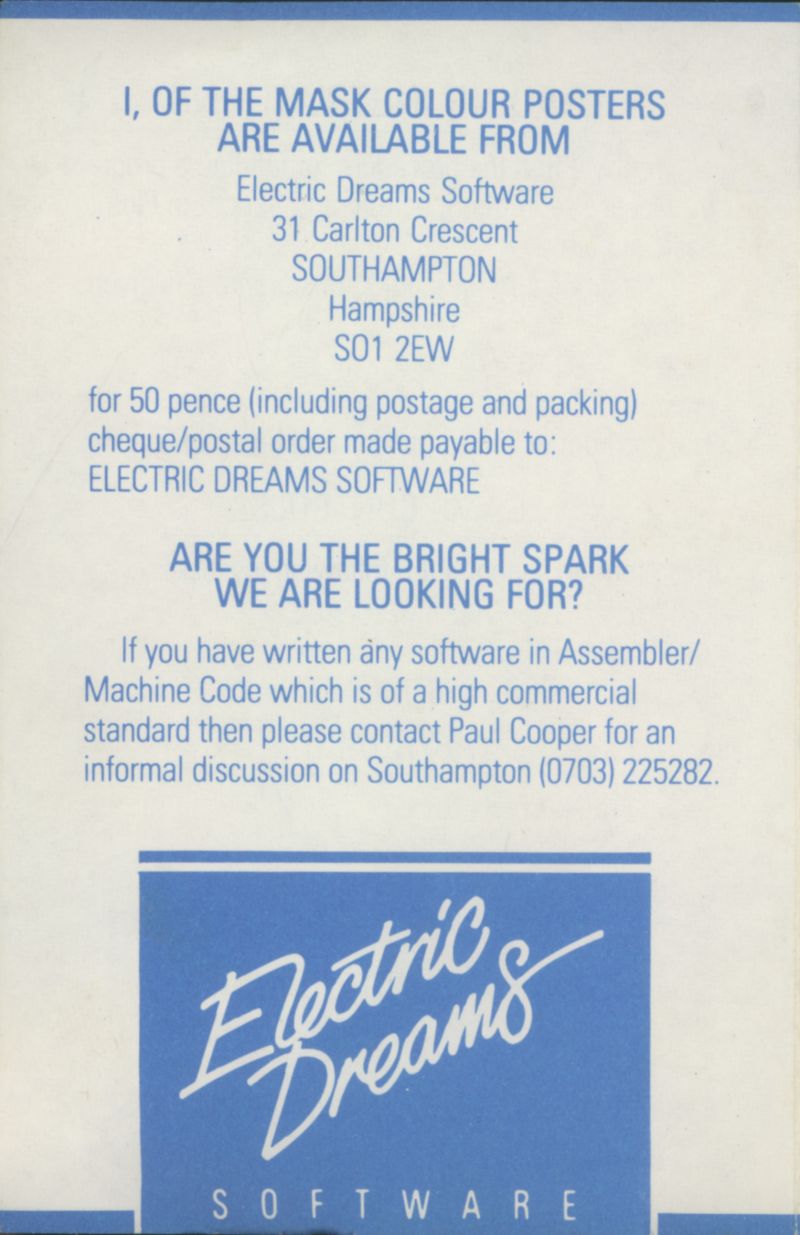 I, OF THE MASK COLOUR POSTERS
ARE AVAILABLE FROM
Electric Dreams Software
31 Carlton Crescent
SOUTHAMPTON
Hampshire
SO1 2EW
for 50 pence (including postage and packing)
cheque/postal order made payable to:
ELECTRIC DREAMS SOFTWARE
ARE YOU THE BRIGHT SPARK
WE ARE LOOKING FOR?
If you have written any software in Assembler/
Machine Code which is of a high commercial
standard then please contact Paul Cooper for an
informal discussion on Southampton (0703) 225282.
Electric
Dreams
SOFTWARE